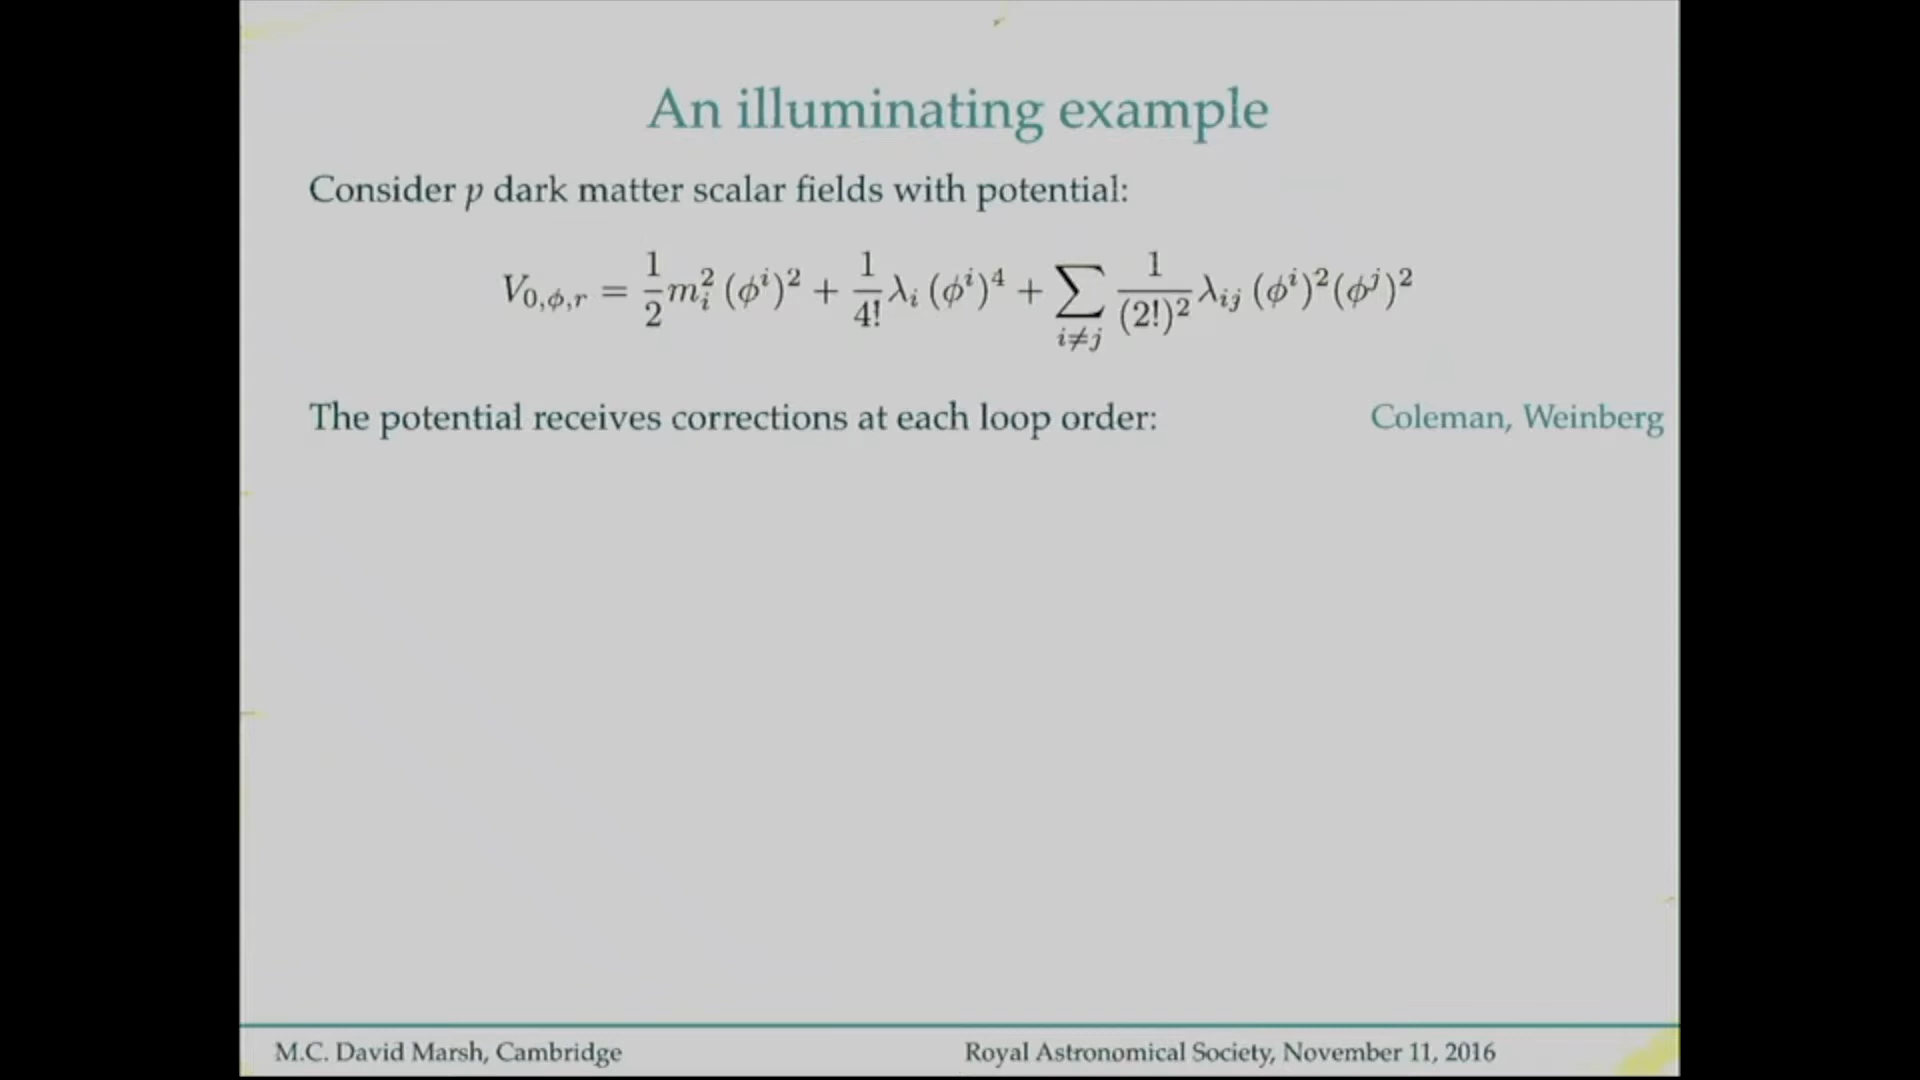 An illuminating example
Consider p dark matter scalar fields with potential:
$V_{0,\phi,r} = \frac{1}{2} m_i^2 (\phi^i)^2 + \frac{1}{4!} \lambda_i (\phi^i)^4 + \sum_{i \neq j} \frac{1}{(2!)^2} \lambda_{ij} (\phi^i)^2 (\phi^j)^2$
The potential receives corrections at each loop order: Coleman, Weinberg
M.C. David Marsh, Cambridge Royal Astronomical Society, November 11, 2016